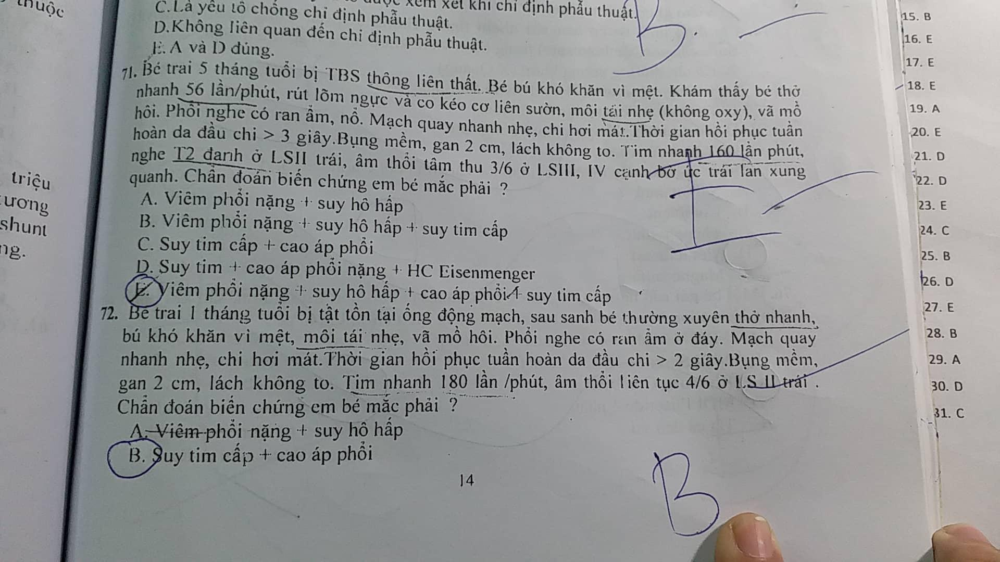 thuộc
triệu
ương
shunt
ng.
được xem xét khi chỉ định phẫu thuật.
C.Là yếu tố chống chỉ định phẫu thuật.
D.Không liên quan đến chỉ định phẫu thuật.
E. A và D đúng.
B.
71. Bé trai 5 tháng tuổi bị TBS thông liên thất. Bé bú khó khăn vì mệt. Khám thấy bé thở
nhanh 56 lần/phút, rút lõm ngực và co kéo cơ liên sườn, môi tái nhẹ (không oxy), vã mồ
hôi. Phổi nghe có ran ẩm, nổ. Mạch quay nhanh nhẹ, chi hơi mát.Thời gian hồi phục tuần
hoàn da đầu chi > 3 giây.Bụng mềm, gan 2 cm, lách không to. Tim nhanh 160 lần phút,
nghe T2 đanh ở LSII trái, âm thổi tâm thu 3/6 ở LSIII, IV cạnh bờ ức trái lan xung
quanh. Chẩn đoán biến chứng em bé mắc phải ?
A. Viêm phổi nặng + suy hô hấp
B. Viêm phổi nặng + suy hô hấp + suy tim cấp
C. Suy tim cấp + cao áp phổi
D. Suy tim + cao áp phổi nặng + HC Eisenmenger
E. Viêm phổi nặng + suy hô hấp + cao áp phổi+ suy tim cấp
E
72. Bé trai 1 tháng tuổi bị tật tồn tại ống động mạch, sau sanh bé thường xuyên thở nhanh,
bú khó khăn vì mệt, môi tái nhẹ, vã mồ hôi. Phổi nghe có ran ẩm ở đáy. Mạch quay
nhanh nhẹ, chi hơi mát.Thời gian hồi phục tuần hoàn da đầu chi > 2 giây.Bụng mềm,
gan 2 cm, lách không to. Tim nhanh 180 lần /phút, âm thổi liên tục 4/6 ở LS II trái .
Chẩn đoán biến chứng em bé mắc phải ?
A. Viêm phổi nặng + suy hô hấp
B. Suy tim cấp + cao áp phổi
B
14
15. B
16. E
17. E
18. E
19. A
20. E
21. D
22. D
23. E
24. C
25. B
26. D
27. E
28. B
29. A
30. D
31. C